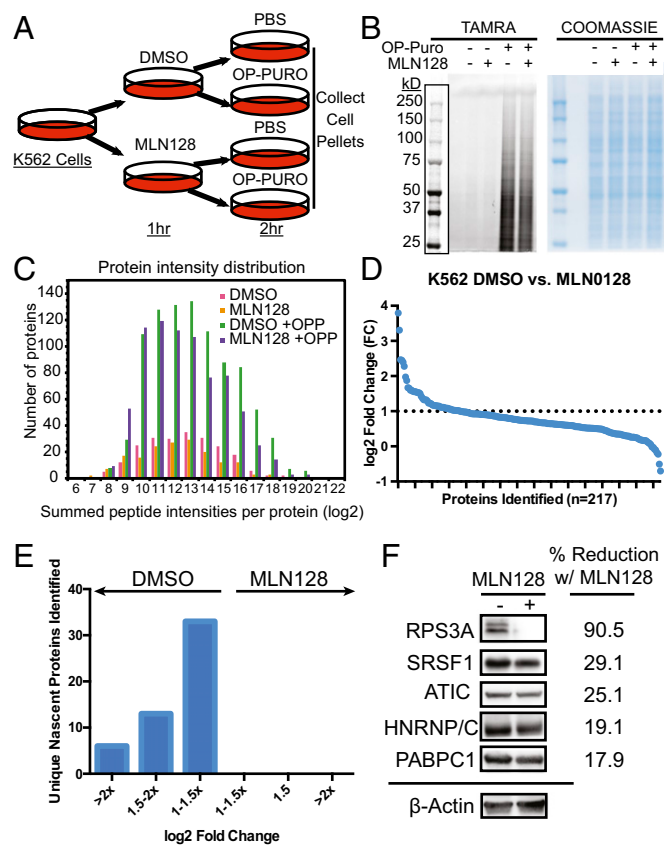 A
PBS
DMSO
OP-PURO
Collect
Cell
Pellets
K562 Cells
MLN128
PBS
OP-PURO
1hr
2hr
B
TAMRA
COOMASSIE
OP-Puro - - + + - - + +
MLN128 - + - + - + - +
kD
250
150
100
75
50
37
25
C
Protein intensity distribution
DMSO
MLN128
DMSO +OPP
MLN128 +OPP
Number of proteins
140
120
100
80
60
40
20
0
6 7 8 9 10 11 12 13 14 15 16 17 18 19 20 21 22
Summed peptide intensities per protein (log2)
D
K562 DMSO vs. MLN0128
log2 Fold Change (FC)
4
3
2
1
0
-1
Proteins Identified (n=217)
E
DMSO
MLN128
Unique Nascent Proteins Identified
40
30
20
10
0
>2x
1.5-2x
1-1.5x
1-1.5x
1.5
>2x
log2 Fold Change
F
% Reduction
w/ MLN128
MLN128
- +
RPS3A 90.5
SRSF1 29.1
ATIC 25.1
HNRNP/C 19.1
PABPC1 17.9
β-Actin